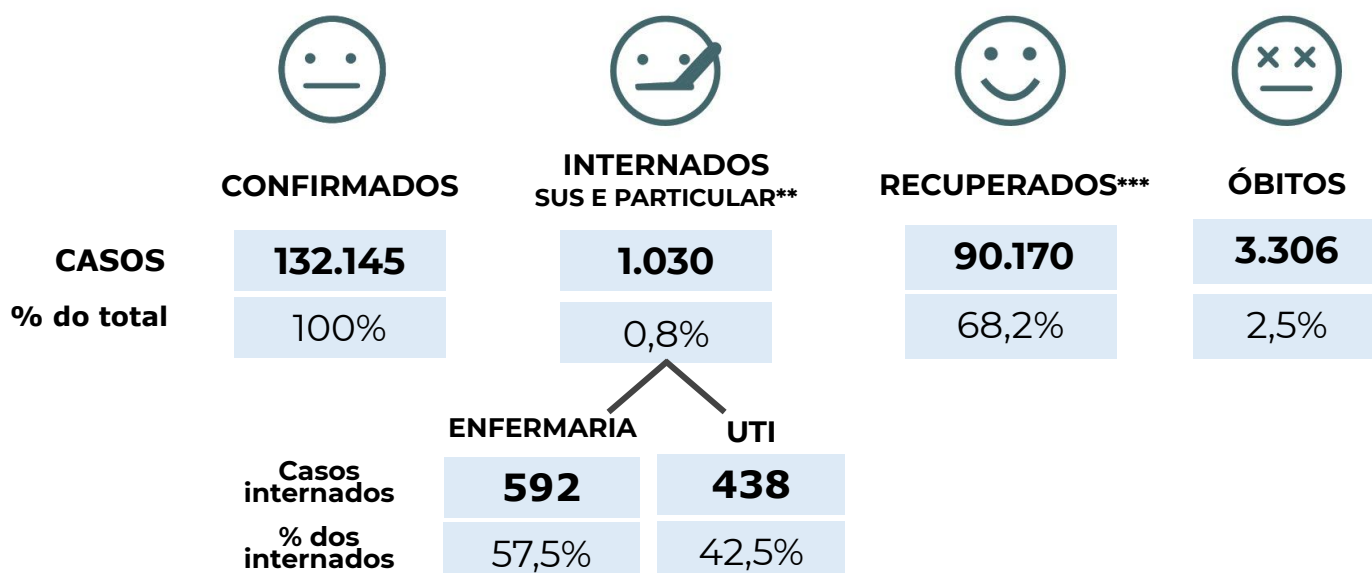 CONFIRMADOS
INTERNADOS
SUS E PARTICULAR**
RECUPERADOS***
ÓBITOS
CASOS
132.145
1.030
90.170
3.306
% do total
100%
0,8%
68,2%
2,5%
ENFERMARIA
UTI
Casos
internados
592
438
% dos
internados
57,5%
42,5%